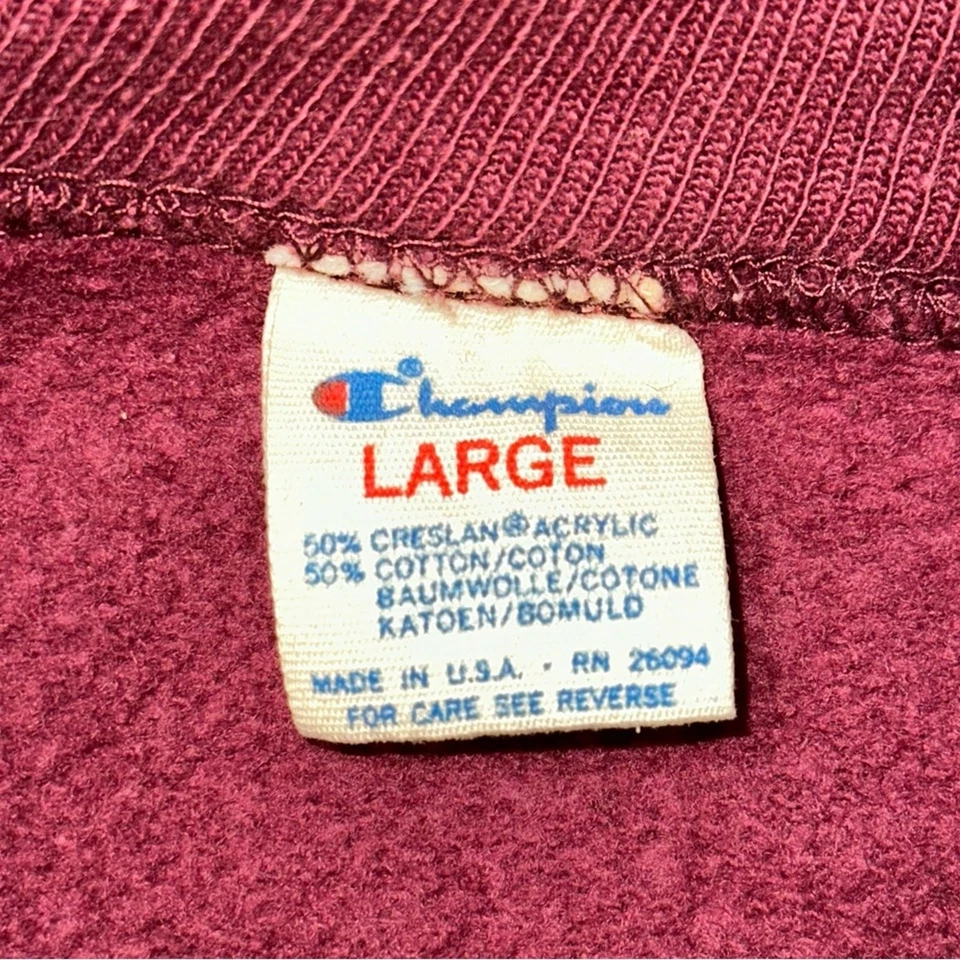 Champion®
LARGE
50% CRESLAN® ACRYLIC
50% COTTON/COTON
BAUMWOLLE/COTONE
KATOEN/BOMULD
MADE IN U.S.A. · RN 26094
FOR CARE SEE REVERSE